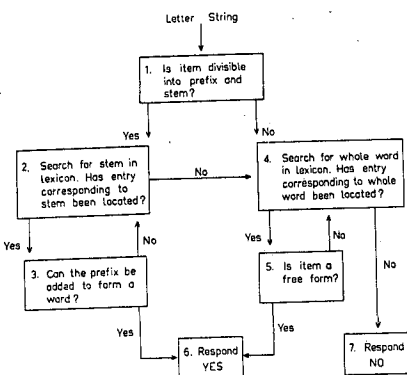 Letter String
1. Is item divisible
into prefix and
stem?
Yes
No
2. Search for stem in
lexicon. Has entry
corresponding to
stem been located?
No
4. Search for whole word
in lexicon. Has entry
corresponding to whole
word been located?
Yes
No
Yes
No
No
3. Can the prefix be
added to form a
word?
5. Is item a
free form?
Yes
Yes
6. Respond
YES
7. Respond
NO